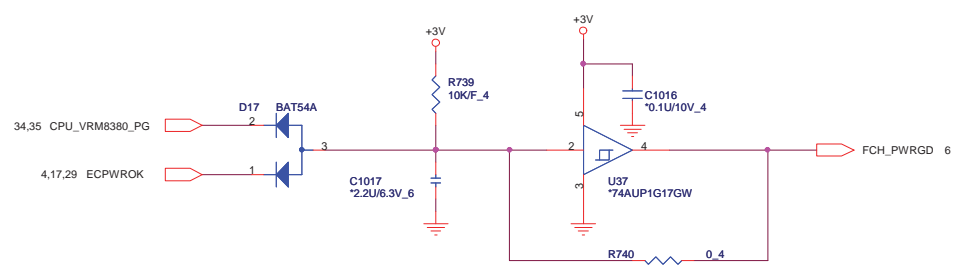 +3V
+3V
R739
10K/F_4
C1016
*0.1U/10V_4
D17 BAT54A
5
34,35 CPU_VRM8380_PG
2
3
2
4
FCH_PWRGD 6
4,17,29 ECPWROK
1
C1017
*2.2U/6.3V_6
3
U37
*74AUP1G17GW
R740
0_4